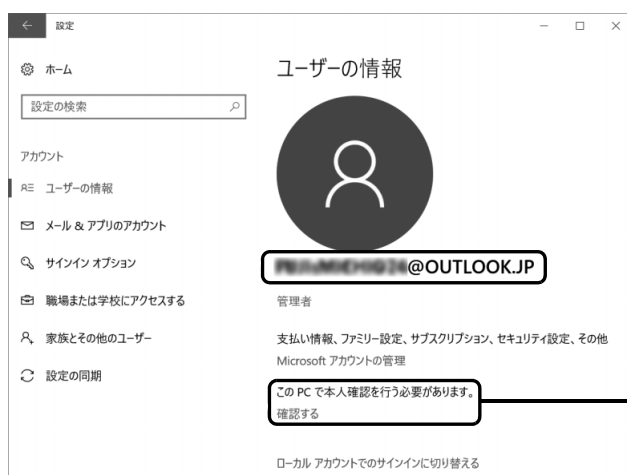 設定
ホーム
設定の検索
アカウント
ユーザーの情報
メール & アプリのアカウント
サインイン オプション
職場または学校にアクセスする
家族とその他のユーザー
設定の同期
ユーザーの情報
@OUTLOOK.JP
管理者
支払い情報、ファミリー設定、サブスクリプション、セキュリティ設定、その他
Microsoft アカウントの管理
この PC で本人確認を行う必要があります。
確認する
ローカル アカウントでのサインインに切り替える